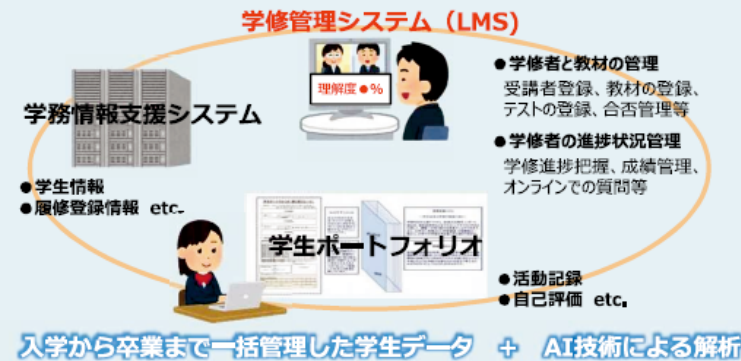 学修管理システム（LMS)
理解度●%
●学修者と教材の管理
受講者登録、教材の登録、
テストの登録、合否管理等
●学修者の進捗状況管理
学修進捗把握、成績管理、
オンラインでの質問等
学務情報支援システム
●学生情報
●履修登録情報 etc.
学生ポートフォリオ
●活動記録
●自己評価 etc.
入学から卒業まで一括管理した学生データ ＋ AI技術による解析